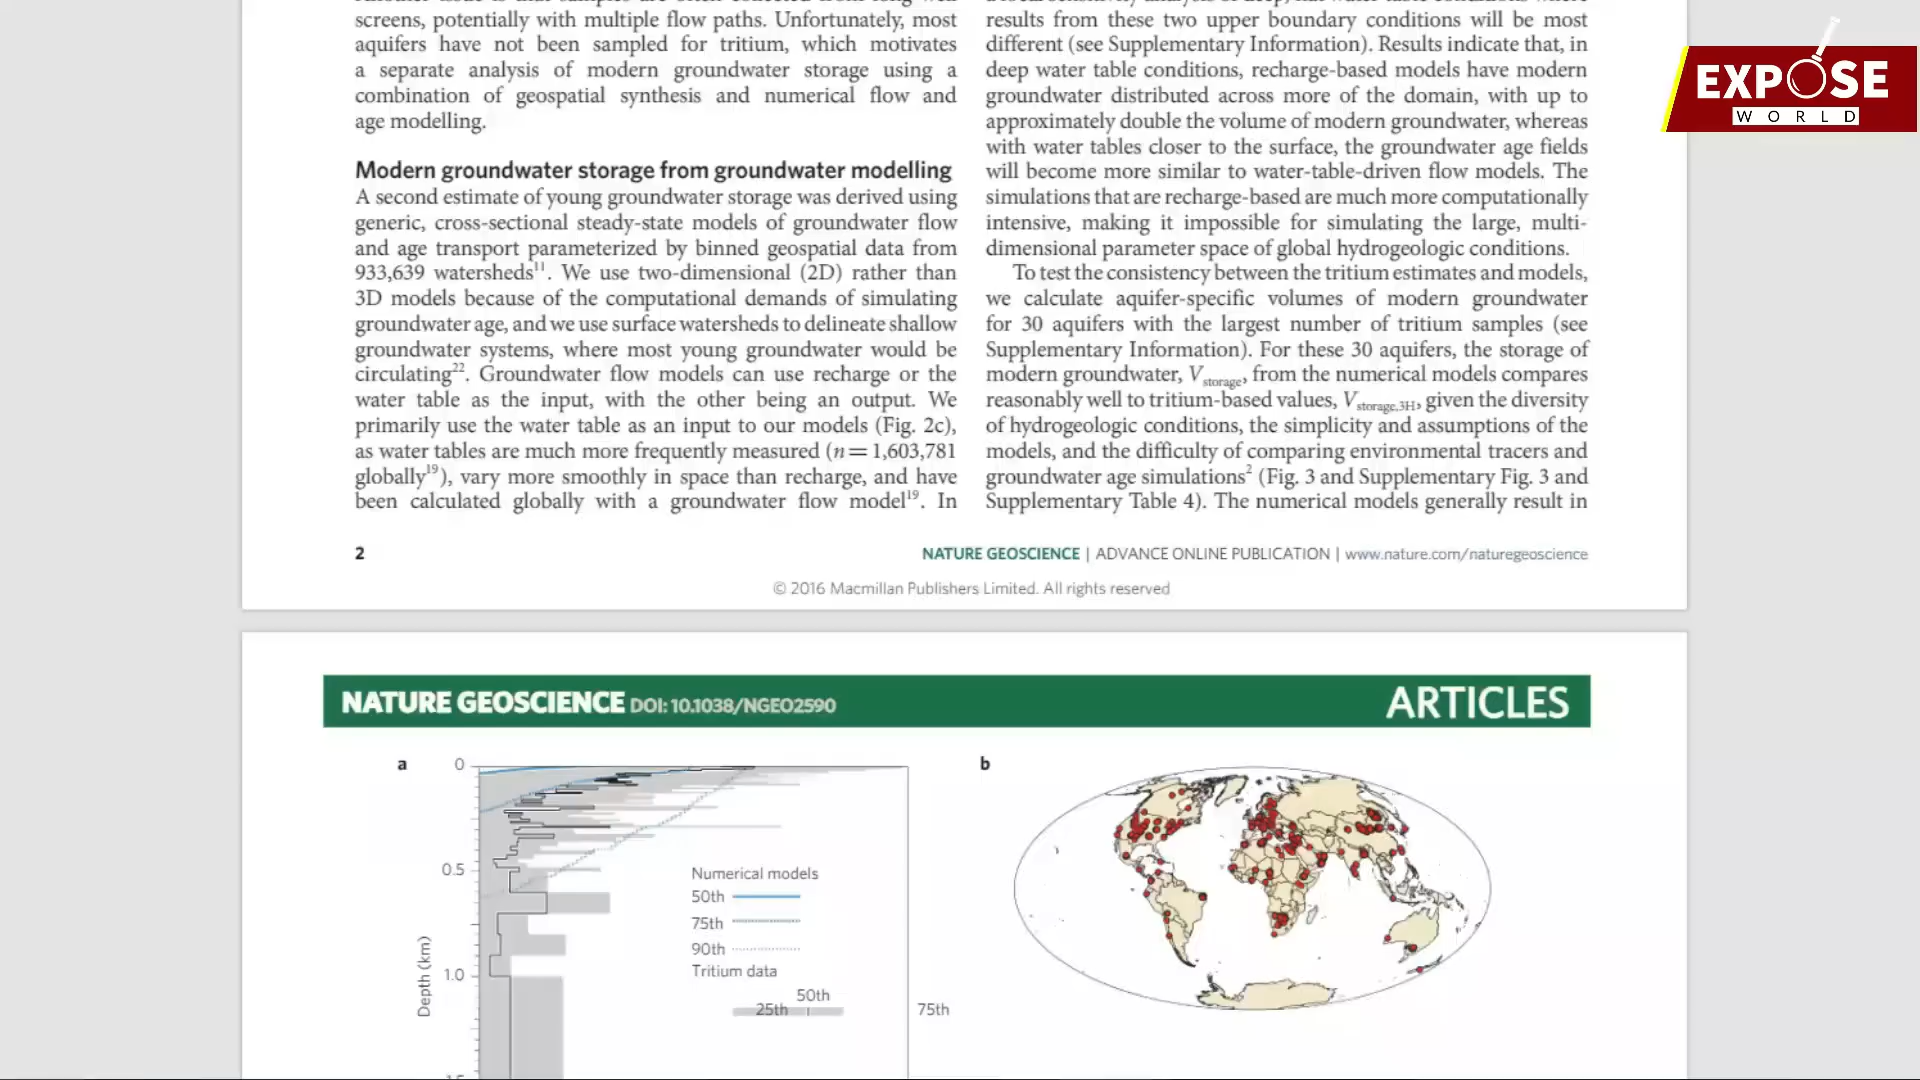 screens, potentially with multiple flow paths. Unfortunately, most
aquifers have not been sampled for tritium, which motivates
a separate analysis of modern groundwater storage using a
combination of geospatial synthesis and numerical flow and
age modelling.
Modern groundwater storage from groundwater modelling
A second estimate of young groundwater storage was derived using
generic, cross-sectional steady-state models of groundwater flow
and age transport parameterized by binned geospatial data from
933,639 watersheds11. We use two-dimensional (2D) rather than
3D models because of the computational demands of simulating
groundwater age, and we use surface watersheds to delineate shallow
groundwater systems, where most young groundwater would be
circulating22. Groundwater flow models can use recharge or the
water table as the input, with the other being an output. We
primarily use the water table as an input to our models (Fig. 2c),
as water tables are much more frequently measured (n = 1,603,781
globally19), vary more smoothly in space than recharge, and have
been calculated globally with a groundwater flow model19. In
results from these two upper boundary conditions will be most
different (see Supplementary Information). Results indicate that, in
deep water table conditions, recharge-based models have modern
groundwater distributed across more of the domain, with up to
approximately double the volume of modern groundwater, whereas
with water tables closer to the surface, the groundwater age fields
will become more similar to water-table-driven flow models. The
simulations that are recharge-based are much more computationally
intensive, making it impossible for simulating the large, multi-
dimensional parameter space of global hydrogeologic conditions.
To test the consistency between the tritium estimates and models,
we calculate aquifer-specific volumes of modern groundwater
for 30 aquifers with the largest number of tritium samples (see
Supplementary Information). For these 30 aquifers, the storage of
modern groundwater, Vstorage, from the numerical models compares
reasonably well to tritium-based values, Vstorage,3H, given the diversity
of hydrogeologic conditions, the simplicity and assumptions of the
models, and the difficulty of comparing environmental tracers and
groundwater age simulations2 (Fig. 3 and Supplementary Fig. 3 and
Supplementary Table 4). The numerical models generally result in
EXPOSE
WORLD
2
NATURE GEOSCIENCE | ADVANCE ONLINE PUBLICATION | www.nature.com/naturegeoscience
© 2016 Macmillan Publishers Limited. All rights reserved
NATURE GEOSCIENCE DOI: 10.1038/NGEO2590
ARTICLES
a
0
0.5
1.0
Depth (km)
Numerical models
50th
75th
90th
Tritium data
50th
25th
75th
b